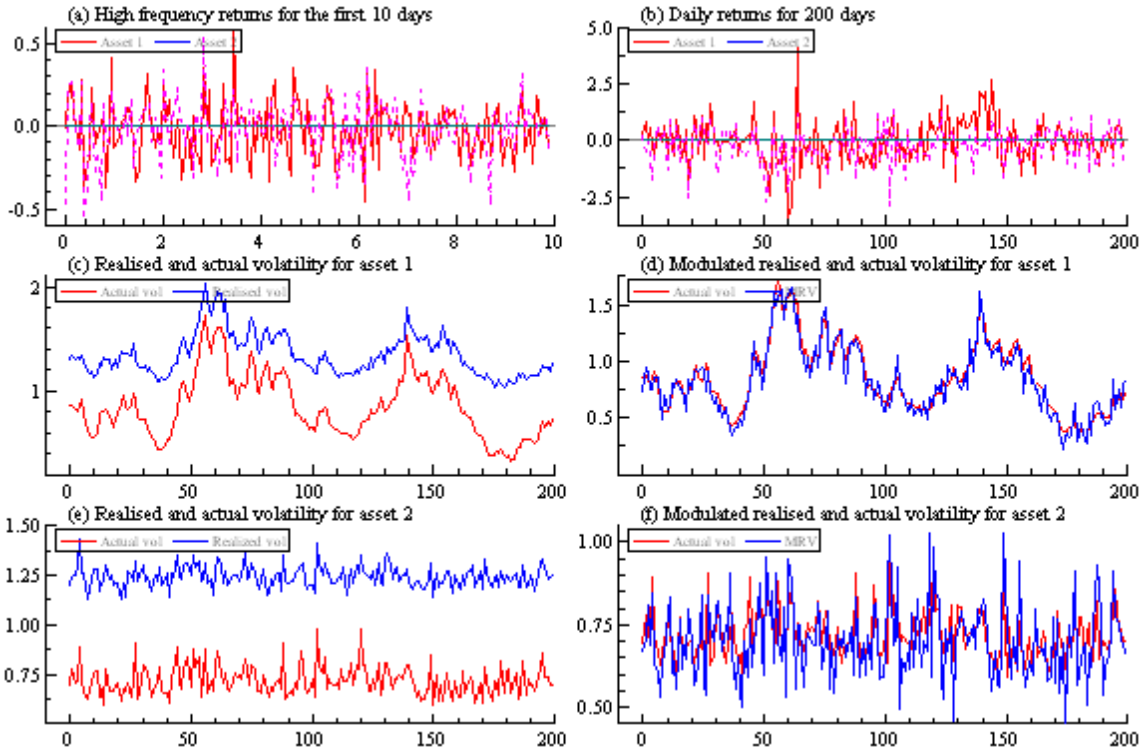 (a) High frequency returns for the first 10 days
Asset 1 Asset 2
0.5
0.0
-0.5
0 2 4 6 8 10
(b) Daily returns for 200 days
Asset 1 Asset 2
5.0
2.5
0.0
-2.5
0 50 100 150 200
(c) Realised and actual volatility for asset 1
Actual vol Realised vol
2
1
0 50 100 150 200
(d) Modulated realised and actual volatility for asset 1
Actual vol MRV
1.5
1.0
0.5
0 50 100 150 200
(e) Realised and actual volatility for asset 2
Actual vol Realized vol
1.50
1.25
1.00
0.75
0 50 100 150 200
(f) Modulated realised and actual volatility for asset 2
Actual vol MRV
1.00
0.75
0.50
0 50 100 150 200